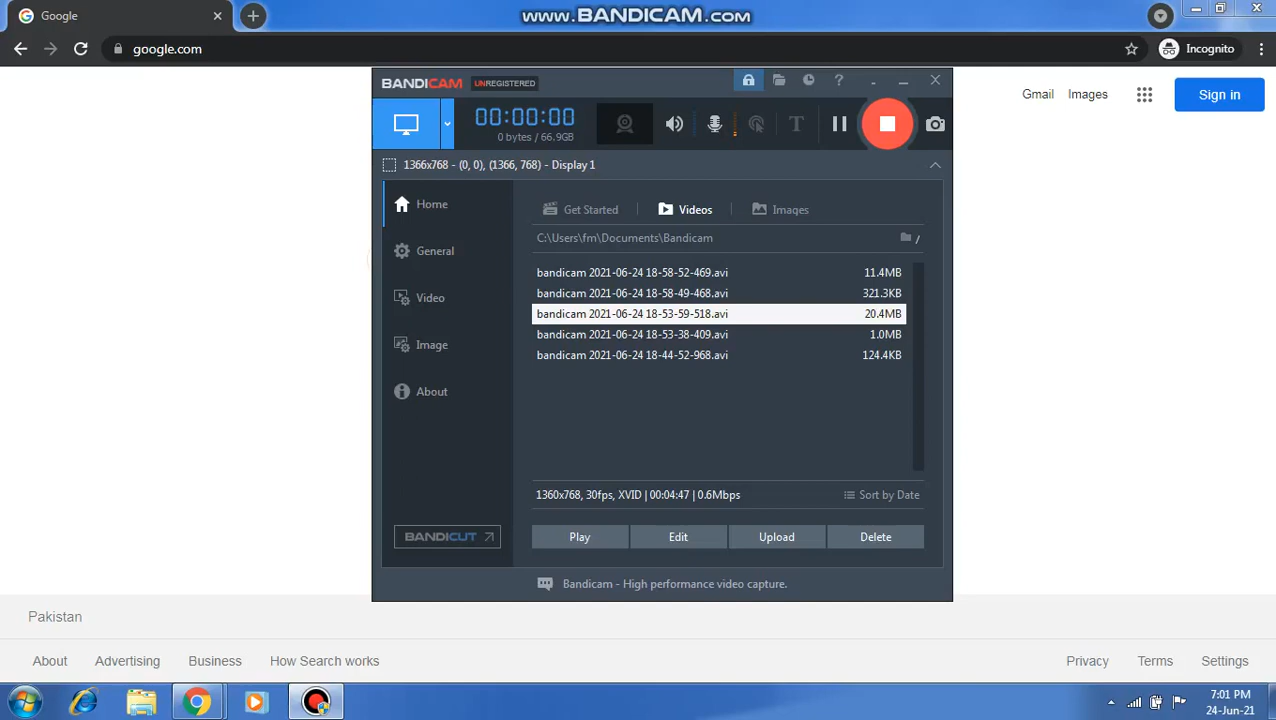 Google
www.BANDICAM.com
google.com
Incognito
BANDICAM UNREGISTERED
Gmail Images Sign in
00:00:00
0 bytes / 66.9GB
1366x768 - (0, 0), (1366, 768) - Display 1
Home
General
Video
Image
About
Get Started Videos Images
C:\Users\fm\Documents\Bandicam
bandicam 2021-06-24 18-58-52-469.avi 11.4MB
bandicam 2021-06-24 18-58-49-468.avi 321.3KB
bandicam 2021-06-24 18-53-59-518.avi 20.4MB
bandicam 2021-06-24 18-53-38-409.avi 1.0MB
bandicam 2021-06-24 18-44-52-968.avi 124.4KB
1360x768, 30fps, XVID | 00:04:47 | 0.6Mbps Sort by Date
BANDICUT
Play Edit Upload Delete
Bandicam - High performance video capture.
Pakistan
About Advertising Business How Search works Privacy Terms Settings
7:01 PM
24-Jun-21